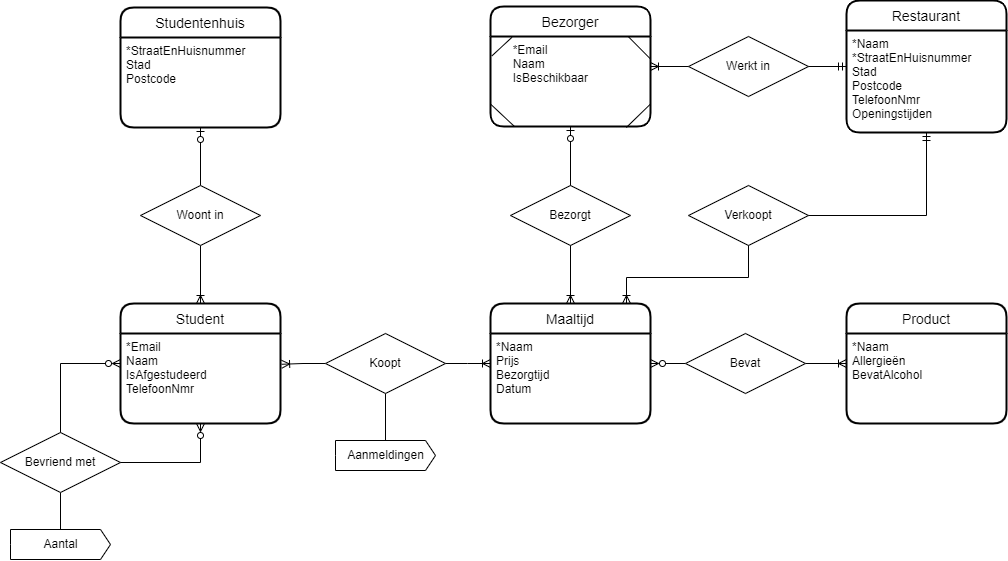 Studentenhuis
*StraatEnHuisnummer
Stad
Postcode
Bezorger
*Email
Naam
IsBeschikbaar
Werkt in
Restaurant
*Naam
*StraatEnHuisnummer
Stad
Postcode
TelefoonNmr
Openingstijden
Woont in
Bezorgt
Verkoopt
Student
*Email
Naam
IsAfgestudeerd
TelefoonNmr
Koopt
Maaltijd
*Naam
Prijs
Bezorgtijd
Datum
Bevat
Product
*Naam
Allergieën
BevatAlcohol
Bevriend met
Aanmeldingen
Aantal